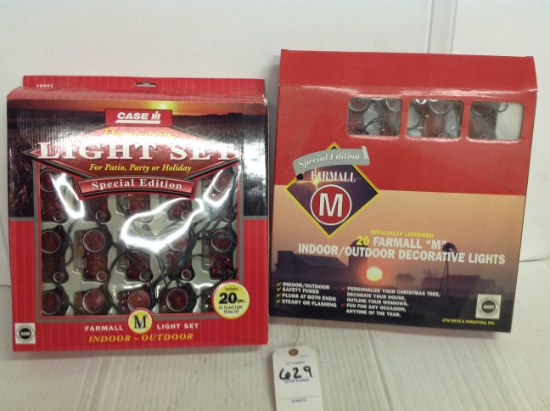 CASE III
LIGHT SET
For Patio, Party or Holiday
Special Edition
Includes
20 pc.
FARMALL M LIGHT SET
INDOOR - OUTDOOR
Special Edition
FARMALL
M
OFFICIALLY LICENSED
20 FARMALL "M"
INDOOR/OUTDOOR DECORATIVE LIGHTS
✓ INDOOR/OUTDOOR
✓ SAFETY FUSED
✓ PLUGS AT BOTH ENDS
✓ STEADY OR FLASHING
✓ PERSONALIZE YOUR CHRISTMAS TREE,
DECORATE YOUR HOUSE,
OUTLINE YOUR WINDOWS.
✓ FUN FOR ANY OCCASION,
ANYTIME OF THE YEAR.
629